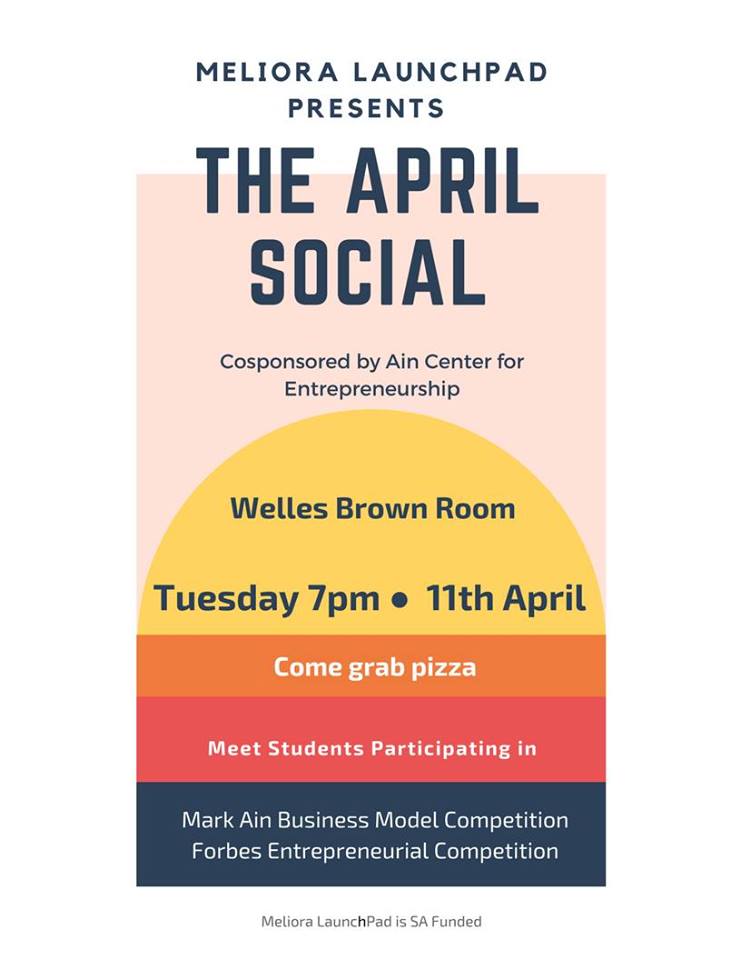 MELIORA LAUNCHPAD
PRESENTS
THE APRIL
SOCIAL
Cosponsored by Ain Center for
Entrepreneurship
Welles Brown Room
Tuesday 7pm ● 11th April
Come grab pizza
Meet Students Participating in
Mark Ain Business Model Competition
Forbes Entrepreneurial Competition
Meliora LaunchPad is SA Funded